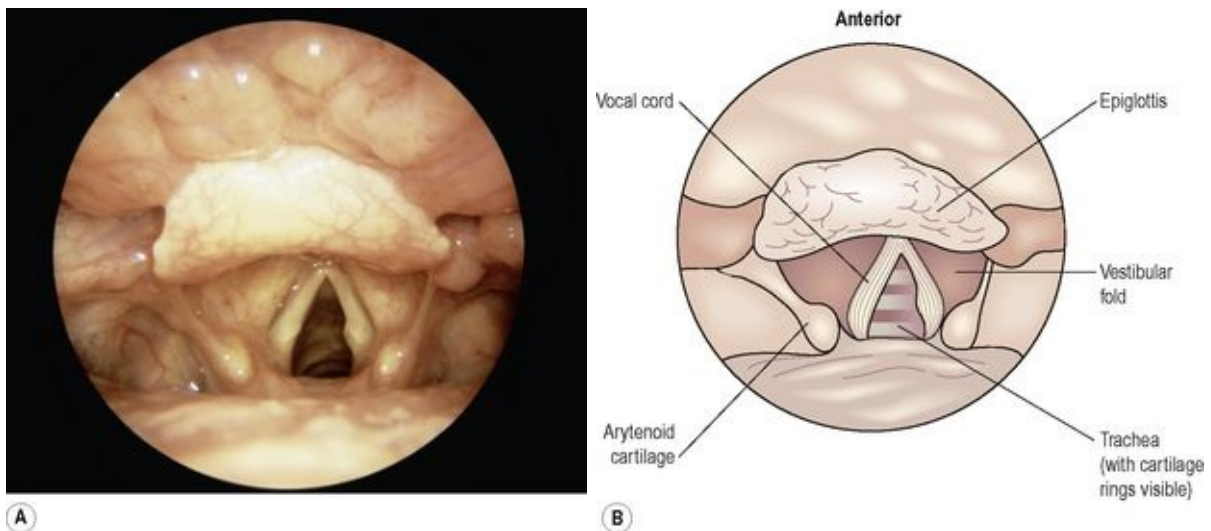 Anterior
Vocal cord
Epiglottis
Vestibular
fold
Arytenoid
cartilage
Trachea
(with cartilage
rings visible)
A
B